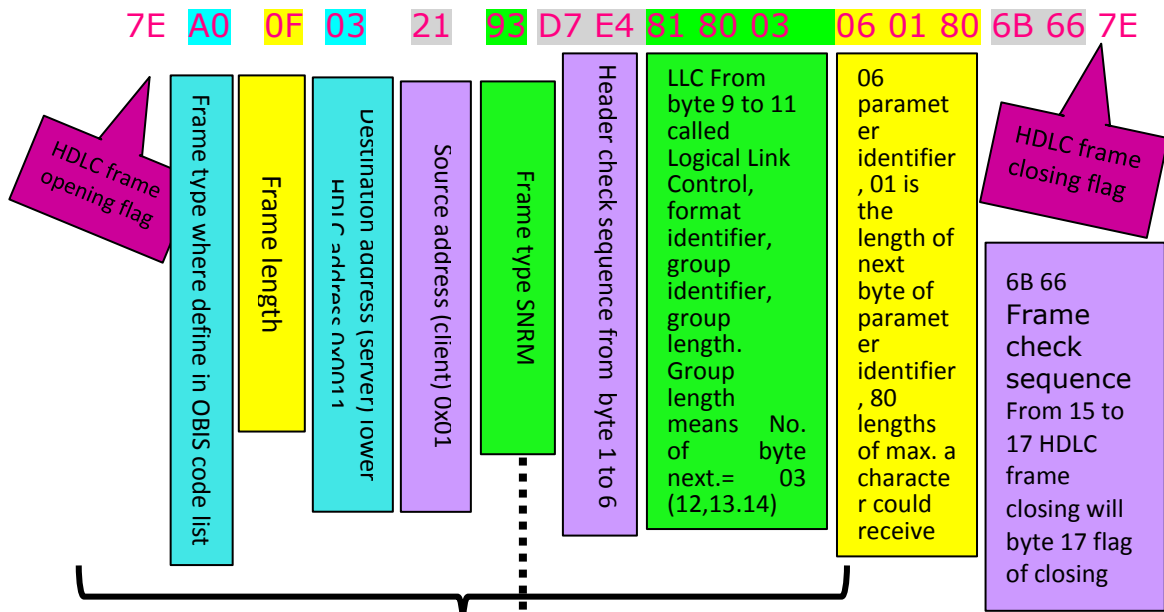 7E A0 0F 03 21 93 D7 E4 81 80 03 06 01 80 6B 66 7E
HDLC frame
opening flag
Frame type where define in OBIS code list
Frame length
Destination address (server) lower
HDLC address 0x0011
Source address (client) 0x01
Frame type SNRM
Header check sequence from byte 1 to 6
LLC From
byte 9 to 11
called
Logical Link
Control,
format
identifier,
group
identifier,
group
length.
Group
length
means No.
of byte
next.= 03
(12,13.14)
06
paramet
er
identifier
, 01 is
the
length of
next
byte of
paramet
er
identifier
, 80
lengths
of max. a
characte
r could
receive
HDLC frame
closing flag
6B 66
Frame
check
sequence
From 15 to
17 HDLC
frame
closing will
byte 17 flag
of closing